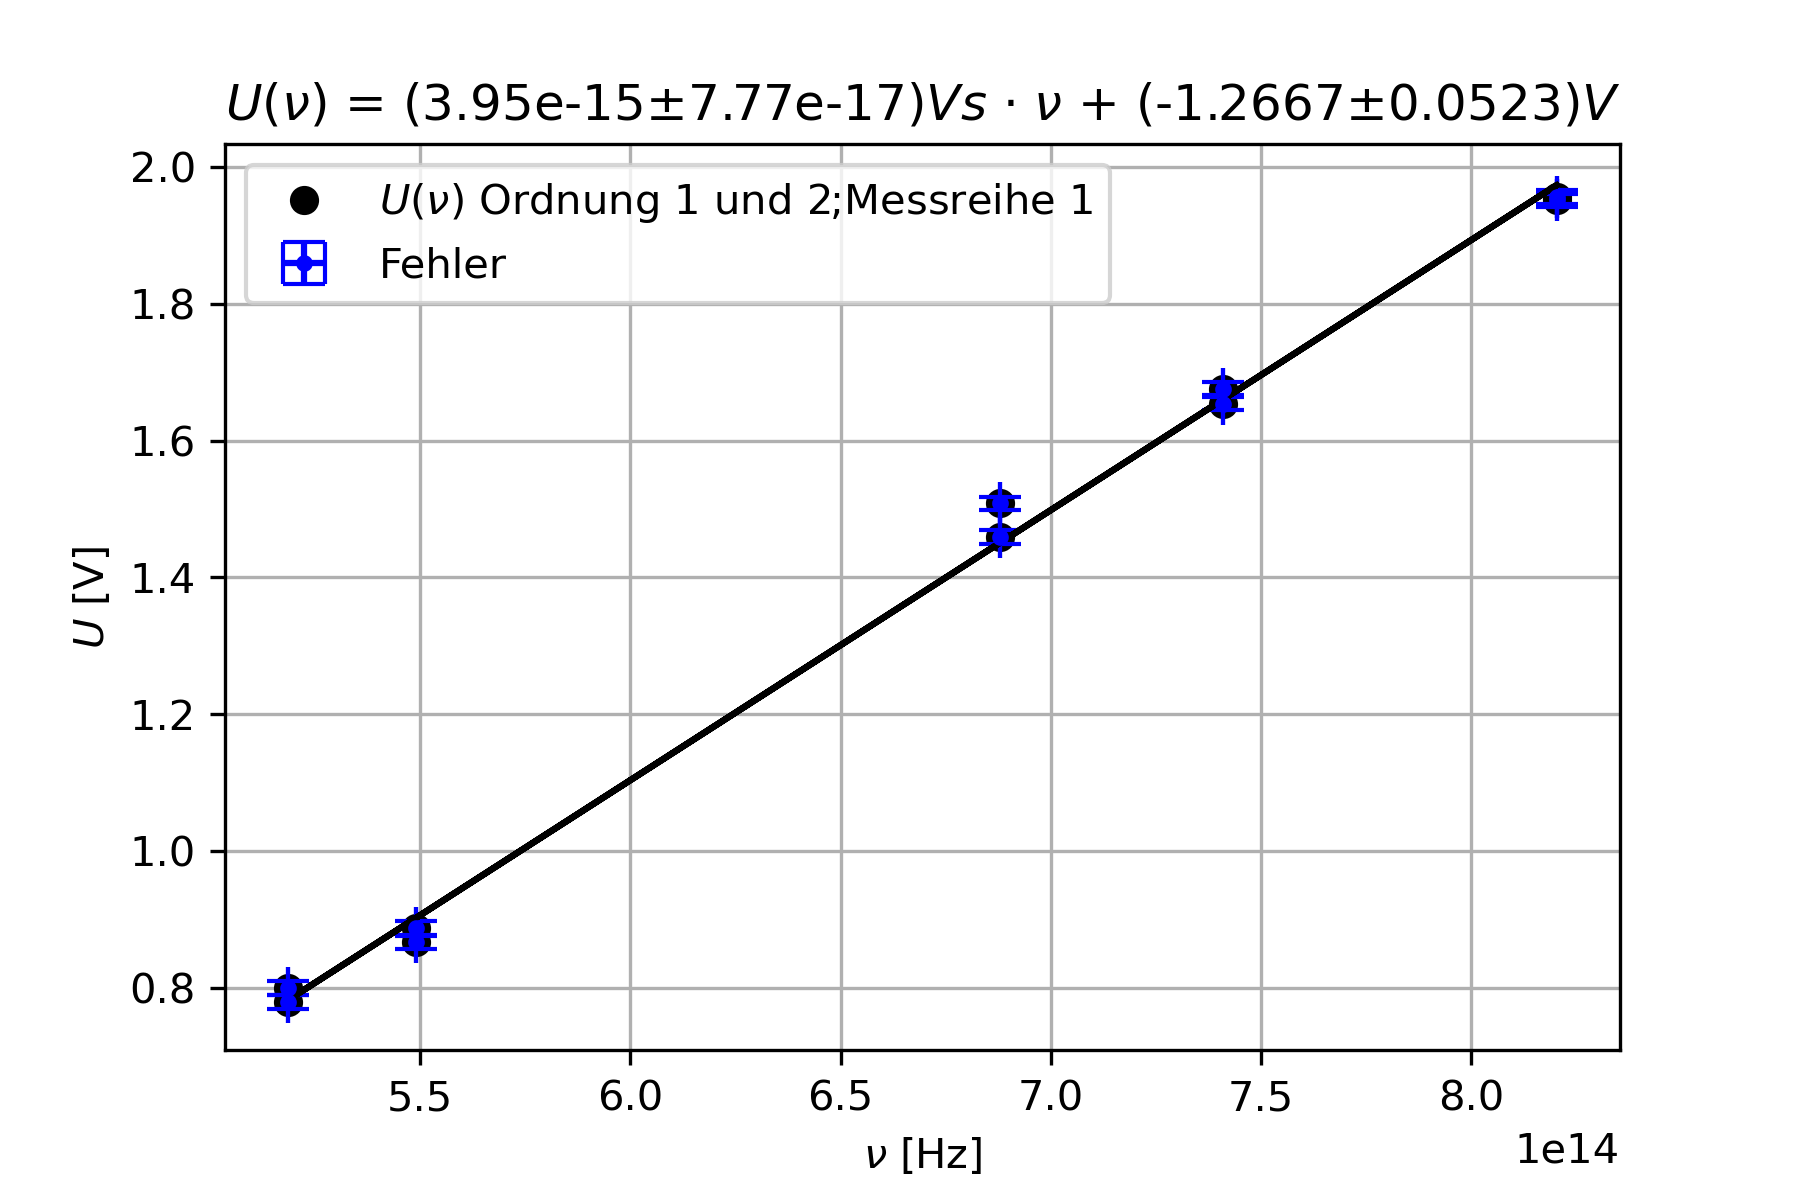 U(ν) = (3.95e-15±7.77e-17)Vs · ν + (-1.2667±0.0523)V
U(ν) Ordnung 1 und 2;Messreihe 1
Fehler
2.0
1.8
1.6
1.4
1.2
1.0
0.8
U [V]
5.5 6.0 6.5 7.0 7.5 8.0
1e14
ν [Hz]